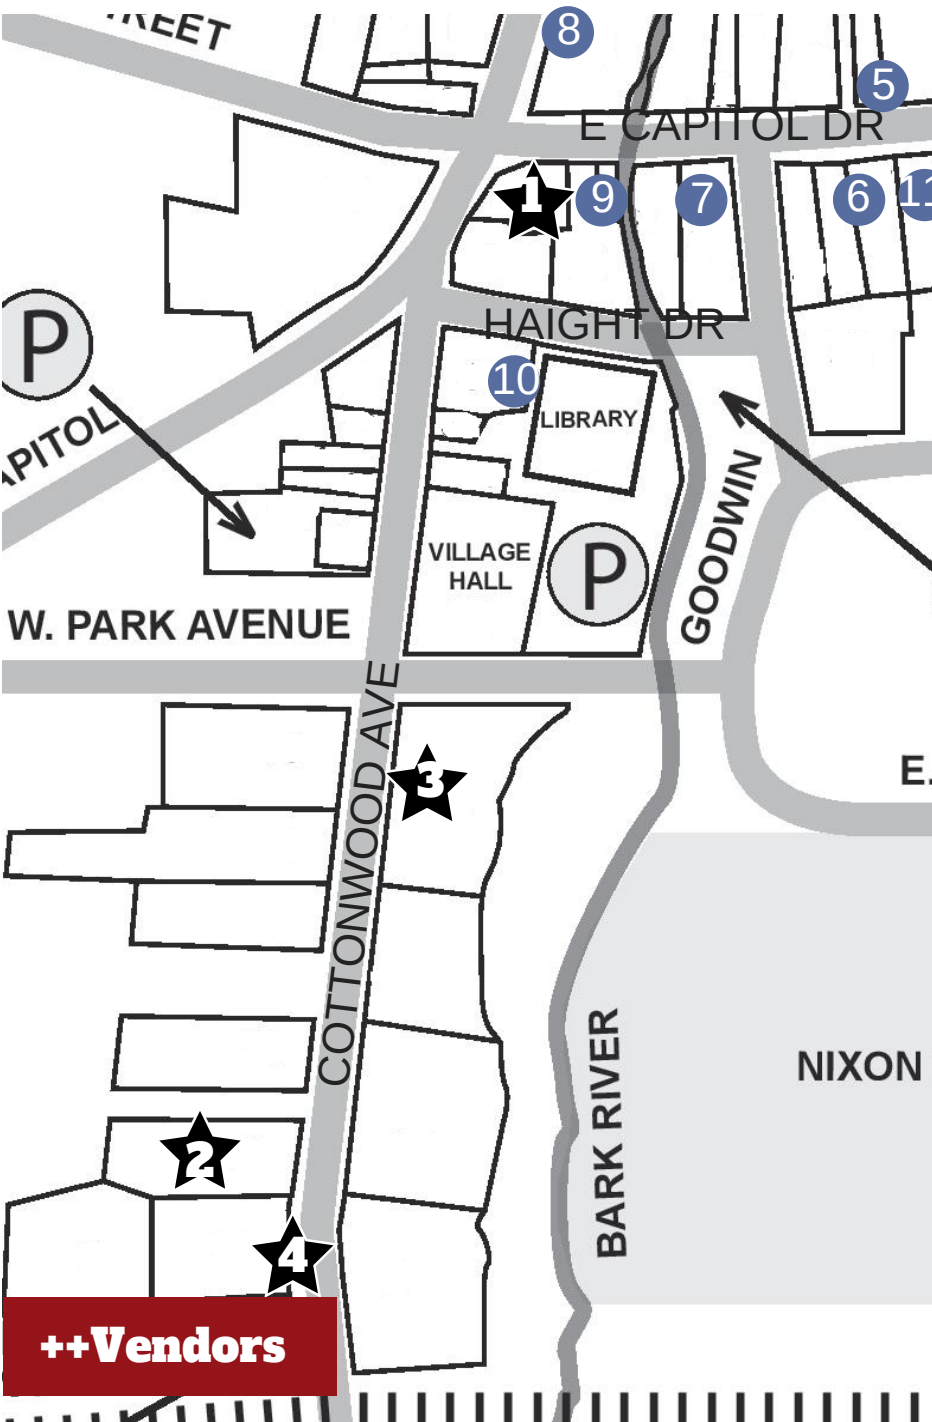 8
5
E CAPITOL DR
1
9
7
6
11
P
HAIGHT DR
10
LIBRARY
VILLAGE
HALL
P
GOODWIN
W. PARK AVENUE
COTTONWOOD AVE
3
E.
BARK RIVER
NIXON
2
4
++Vendors